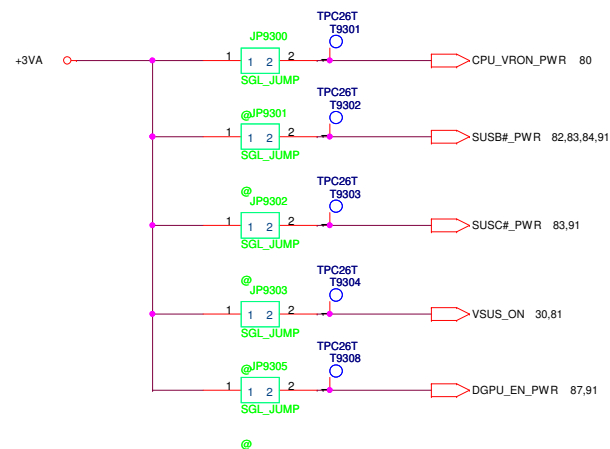 TPC26T
JP9300 T9301
+3VA 1 1 2 2 CPU_VRON_PWR 80
SGL_JUMP
TPC26T
T9302
@JP9301
1 1 2 2 SUSB#_PWR 82,83,84,91
SGL_JUMP
TPC26T
@ T9303
JP9302
1 1 2 2 SUSC#_PWR 83,91
SGL_JUMP
TPC26T
@ T9304
JP9303
1 1 2 2 VSUS_ON 30,81
SGL_JUMP
TPC26T
T9308
@JP9305
1 1 2 2 DGPU_EN_PWR 87,91
SGL_JUMP
@